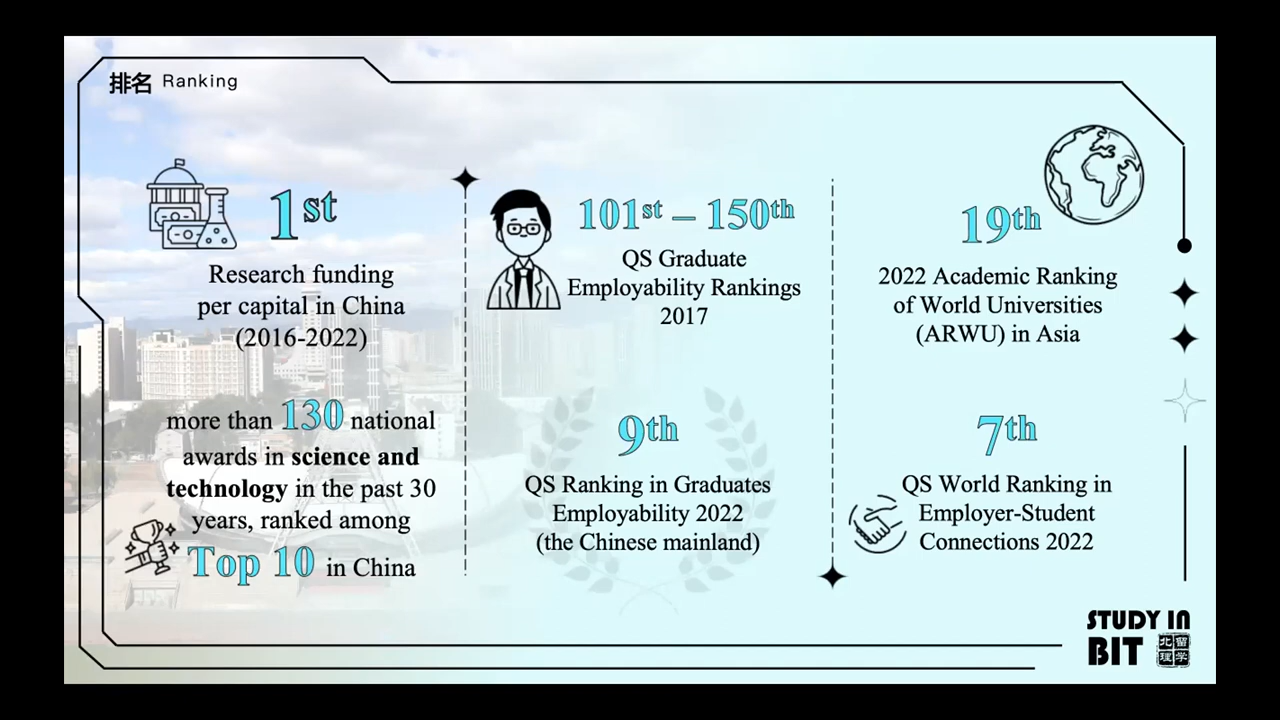 排名 Ranking
1st
Research funding
per capital in China
(2016-2022)
more than 130 national
awards in science and
technology in the past 30
years, ranked among
Top 10 in China
101st – 150th
QS Graduate
Employability Rankings
2017
9th
QS Ranking in Graduates
Employability 2022
(the Chinese mainland)
19th
2022 Academic Ranking
of World Universities
(ARWU) in Asia
7th
QS World Ranking in
Employer-Student
Connections 2022
STUDY IN
BIT
北留
理学